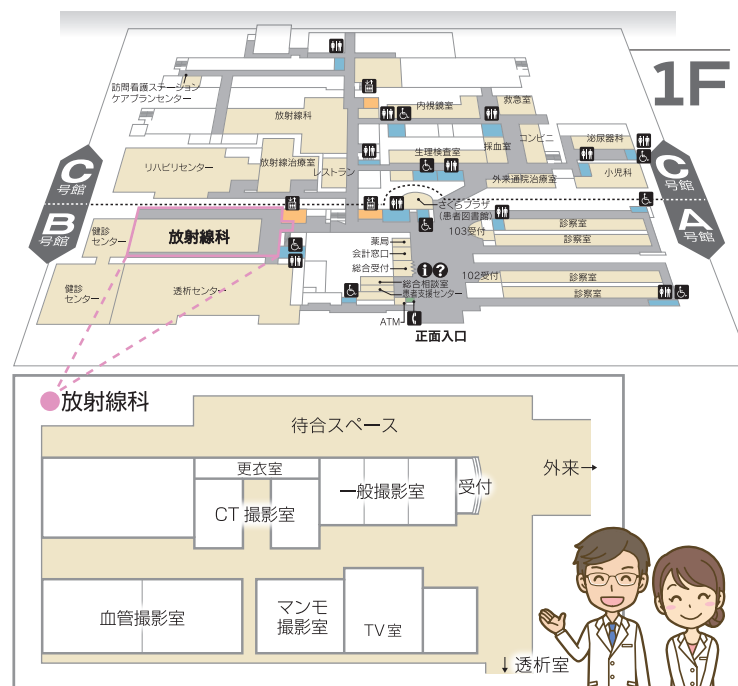 1F
訪問看護ステーション
ケアプランセンター
放射線科
内視鏡室
救急室
コンビニ
泌尿器科
採血室
生理検査室
リハビリセンター
放射線治療室
レストラン
外来通院治療室
小児科
C
号館
C
号館
B
号館
A
号館
さくらプラザ
(患者図書館)
健診
センター
放射線科
103受付
診察室
診察室
薬局
会計窓口
総合受付
健診
センター
透析センター
総合相談室
患者支援センター
102受付
診察室
診察室
ATM
正面入口
放射線科
待合スペース
更衣室
CT 撮影室
一般撮影室
受付
外来→
血管撮影室
マンモ
撮影室
TV 室
↓透析室